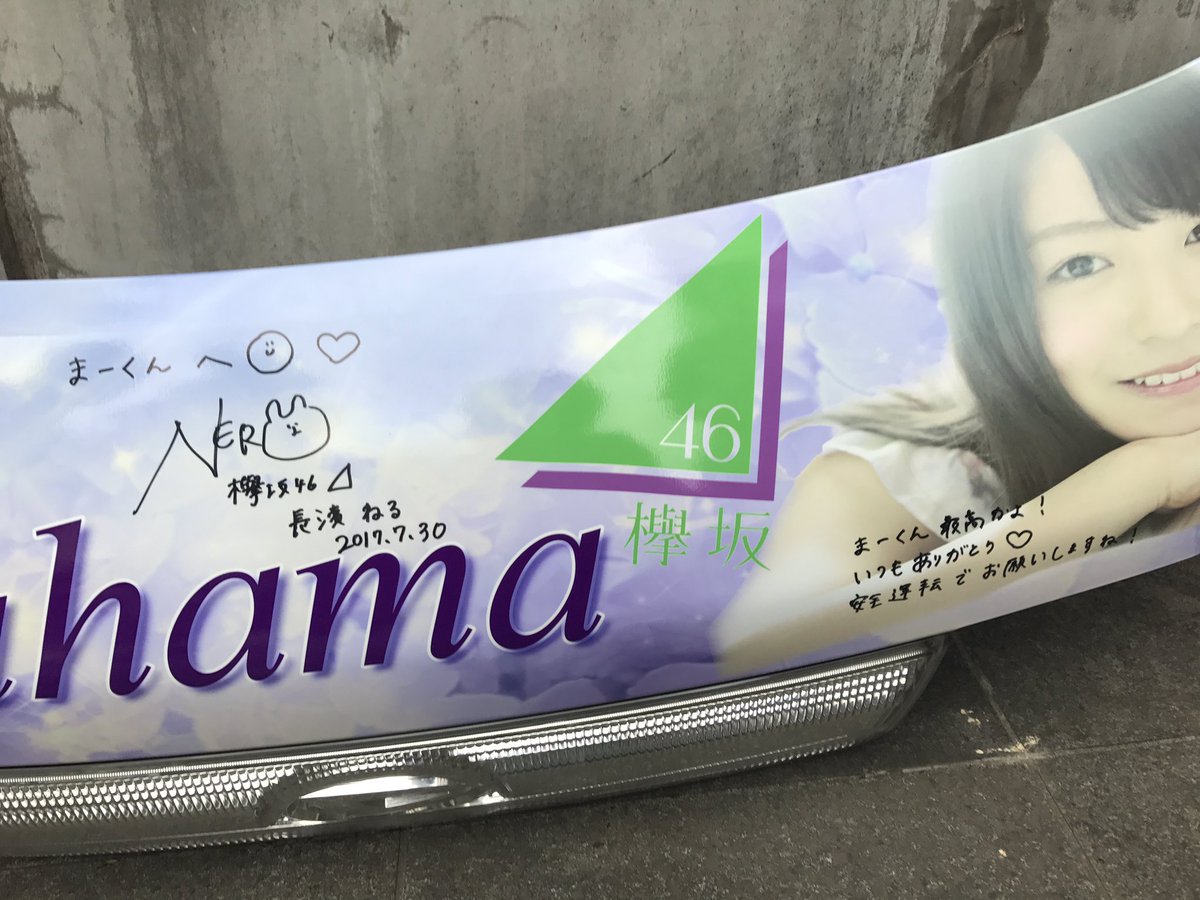 まーくん へ
NERU
欅坂46
長濱 ねる
2017.7.30
hama
46
欅坂
まーくん 最高かよ!
いつもありがとう♡
安全運転でお願いしますね!